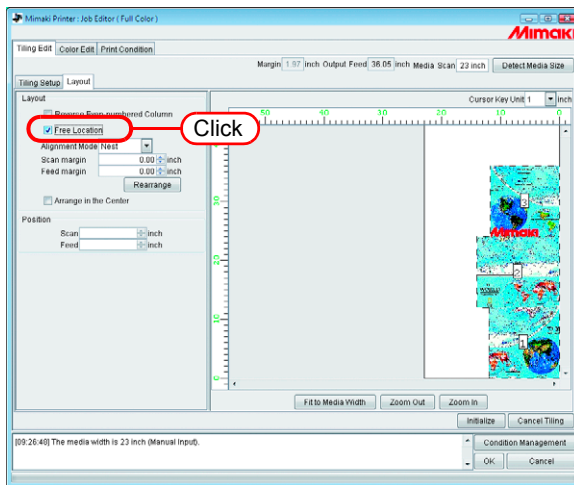 Mimaki Printer : Job Editor ( Full Color )
Mimaki
Tiling Edit Color Edit Print Condition
Margin 1.97 inch Output Feed 36.05 inch Media Scan 23 inch Detect Media Size
Tiling Setup Layout
Layout
Cursor Key Unit 1 inch
Reverse Even-numbered Column
50 40 30 20 10 0
Free Location
Click
Alignment Mode Nest
Scan margin 0.00 inch
Feed margin 0.00 inch
Rearrange
Arrange in the Center
30
3
Position
Mimaki
Scan inch
Feed inch
20
2
10
1
0
Fit to Media Width Zoom Out Zoom In
Initialize Cancel Tiling
[09:26:48] The media width is 23 inch (Manual input).
Condition Management
OK Cancel